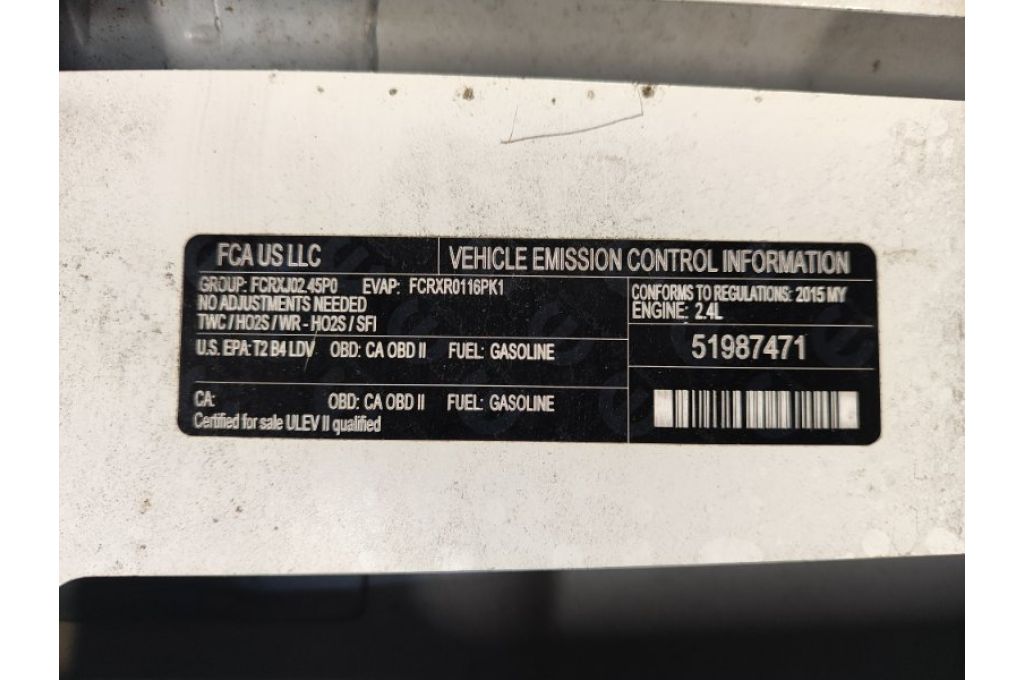 FCA US LLC
VEHICLE EMISSION CONTROL INFORMATION
GROUP: FCRXJ02.45P0 EVAP: FCRXR0116PK1
NO ADJUSTMENTS NEEDED
TWC / HO2S / WR - HO2S / SFI
CONFORMS TO REGULATIONS: 2015 MY
ENGINE: 2.4L
U.S. EPA: T2 B4 LDV OBD: CA OBD II FUEL: GASOLINE
51987471
CA: OBD: CA OBD II FUEL: GASOLINE
Certified for sale ULEV II qualified